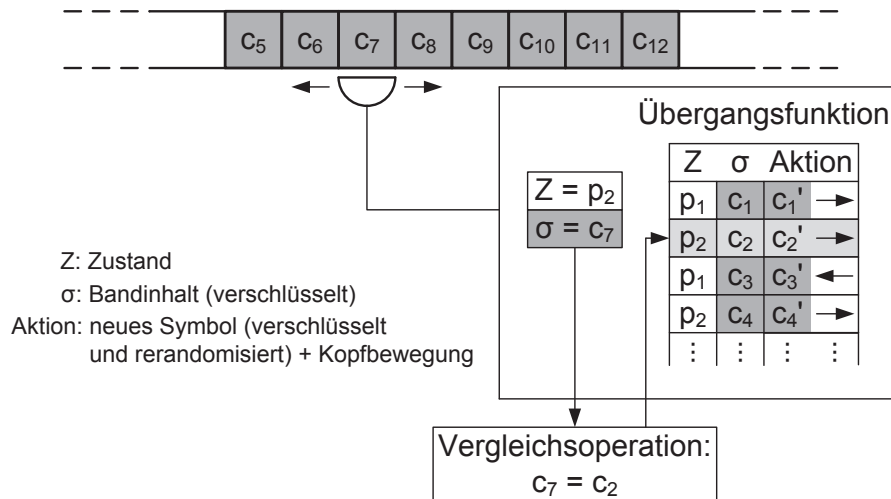 c5 c6 c7 c8 c9 c10 c11 c12
Übergangsfunktion
Z σ Aktion
p1 c1 c1'
p2 c2 c2'
p1 c3 c3'
p2 c4 c4'
⋮ ⋮ ⋮ ⋮
Z = p2
σ = c7
Z: Zustand
σ: Bandinhalt (verschlüsselt)
Aktion: neues Symbol (verschlüsselt
und rerandomisiert) + Kopfbewegung
Vergleichsoperation:
c7 = c2